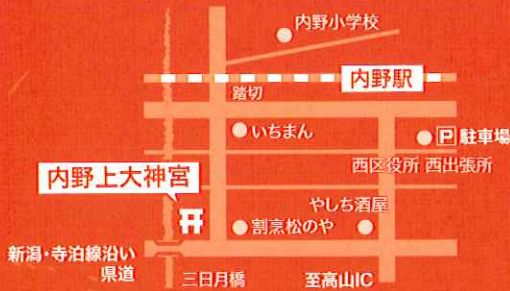 内野小学校
内野駅
踏切
いちまん
P 駐車場
西区役所 西出張所
内野上大神宮
やしち酒屋
割烹松のや
新潟・寺泊線沿い
県道
三日月橋
至高山IC